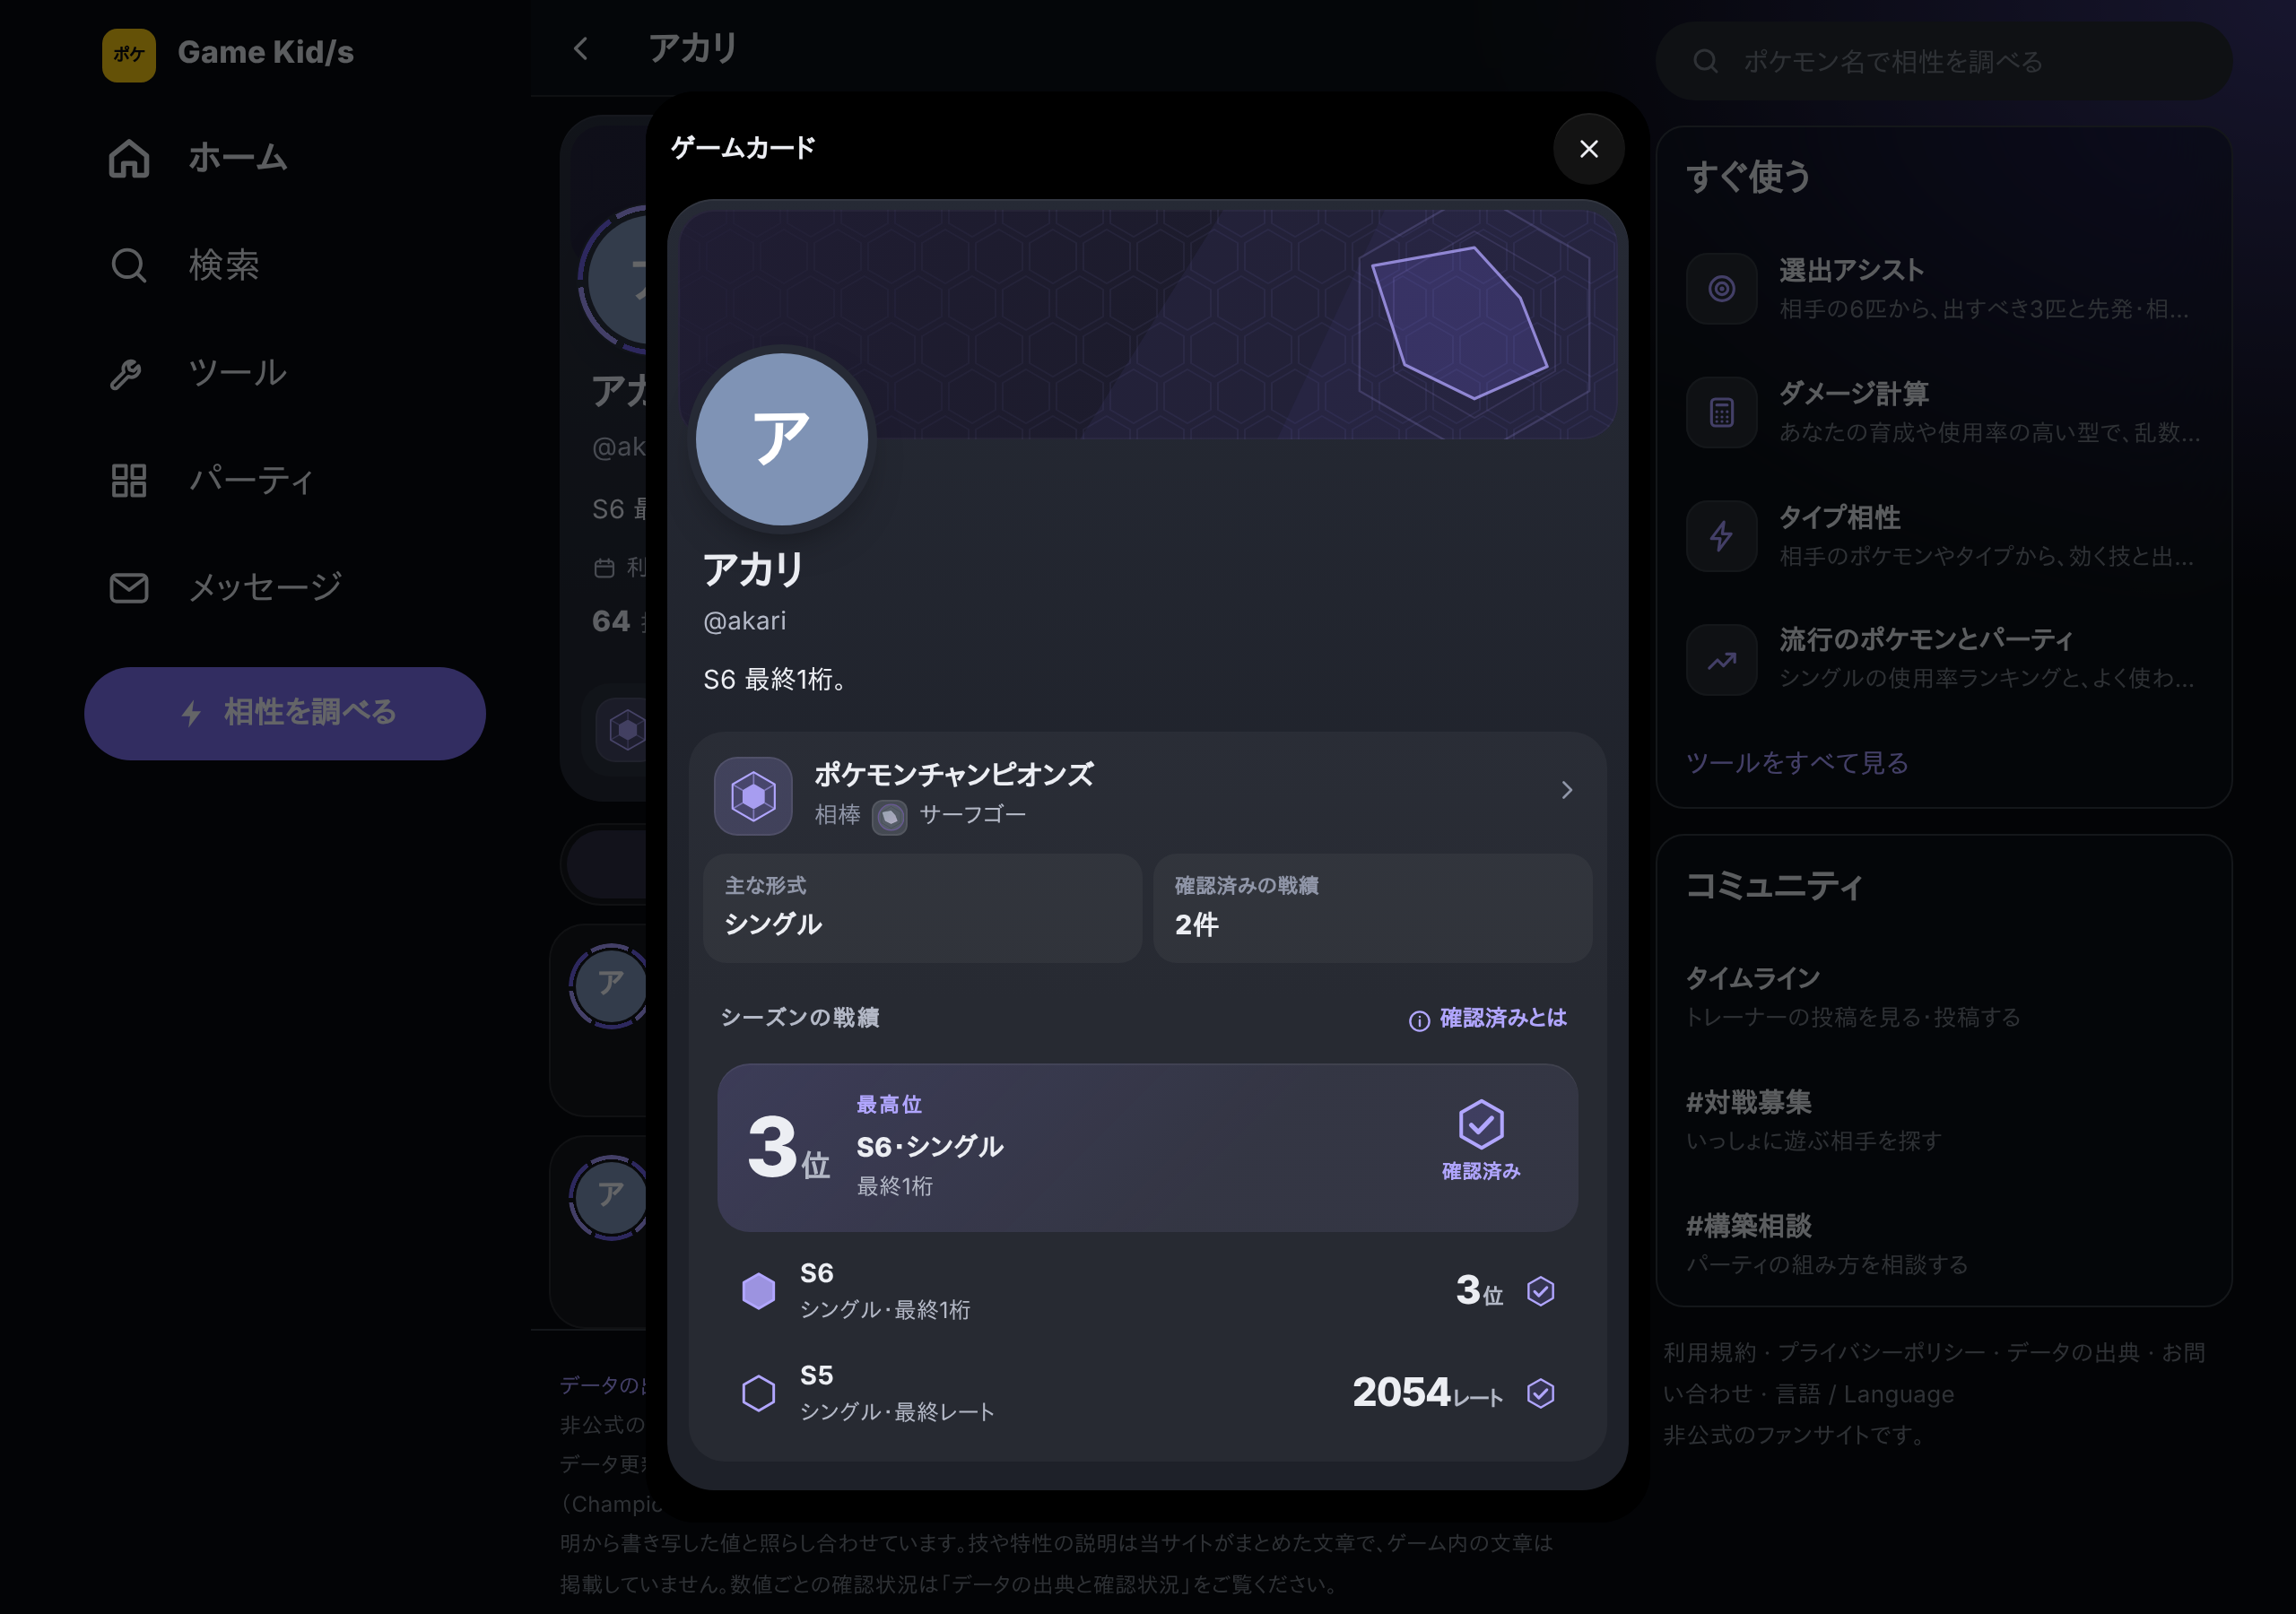 ポケ Game Kid/s
ホーム
検索
ツール
パーティ
メッセージ
相性を調べる
アカリ
@ak
S6
64
ゲームカード
ア
アカリ
@akari
S6 最終1桁。
ポケモンチャンピオンズ
相棒 サーフゴー
主な形式
シングル
確認済みの戦績
2件
シーズンの戦績
確認済みとは
3位
最高位
S6·シングル
最終1桁
確認済み
S6
シングル·最終1桁
3位
S5
シングル·最終レート
2054レート
ア
ア
データの
非公式の
データ更
（Champi
明から書き写した値と照らし合わせています。技や特性の説明は当サイトがまとめた文章で、ゲーム内の文章は
掲載していません。数値ごとの確認状況は「データの出典と確認状況」をご覧ください。
ポケモン名で相性を調べる
すぐ使う
選出アシスト
相手の6匹から、出すべき3匹と先発·相…
ダメージ計算
あなたの育成や使用率の高い型で、乱数…
タイプ相性
相手のポケモンやタイプから、効く技と出…
流行のポケモンとパーティ
シングルの使用率ランキングと、よく使わ…
ツールをすべて見る
コミュニティ
タイムライン
トレーナーの投稿を見る·投稿する
#対戦募集
いっしょに遊ぶ相手を探す
#構築相談
パーティの組み方を相談する
利用規約 · プライバシーポリシー · データの出典 · お問
い合わせ · 言語 / Language
非公式のファンサイトです。